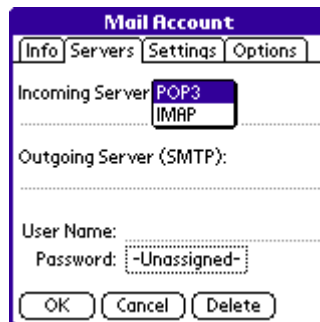 Mail Account
Info Servers Settings Options
Incoming Server POP3
IMAP
Outgoing Server (SMTP):
User Name:
Password: -Unassigned-
OK Cancel Delete